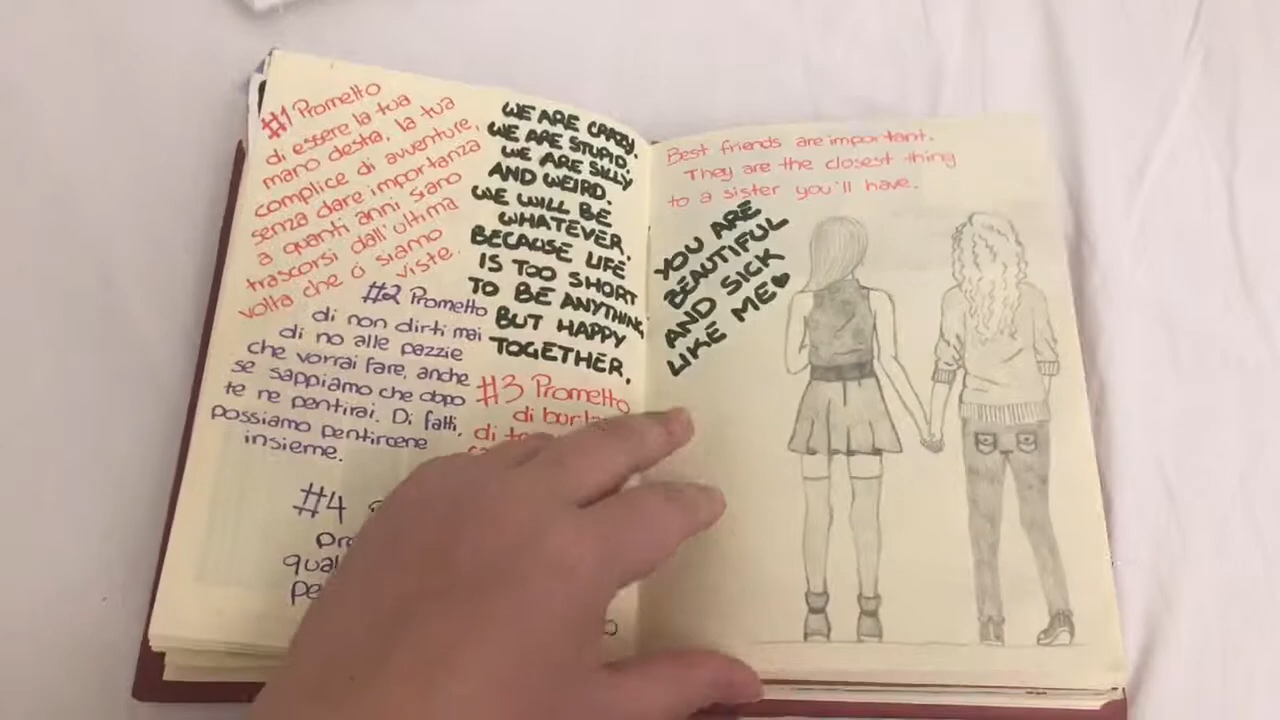 #1 Prometto
di essere la tua
mano destra, la tua
complice di avventure,
senza dare importanza
a quanti anni siano
trascorsi dall'ultima
volta che ci siamo
viste.
#2 Prometto
di non dirti mai
di no alle pazzie
che vorrai fare, anche
se sappiamo che dopo
te ne pentirai. Di fatti,
possiamo pentircene
insieme.
WE ARE CRAZY.
WE ARE STUPID.
WE ARE SILLY
AND WEIRD.
WE WILL BE
WHATEVER.
BECAUSE LIFE
IS TOO SHORT
TO BE ANYTHING
BUT HAPPY
TOGETHER.
#3 Prometto
di
di
#4
Best friends are important.
They are the closest thing
to a sister you'll have.
YOU ARE
BEAUTIFUL
AND SICK
LIKE ME♥